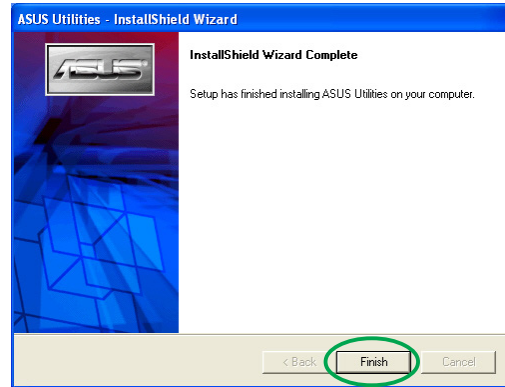 ASUS Utilities - InstallShield Wizard
ASUS
InstallShield Wizard Complete
Setup has finished installing ASUS Utilities on your computer.
< Back
Finish
Cancel